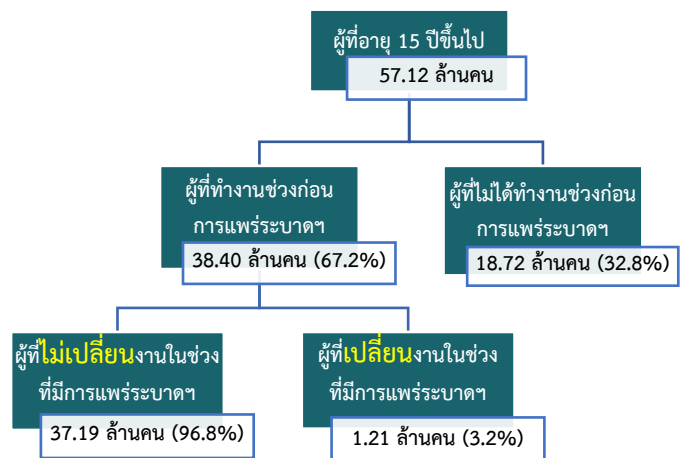 ผู้ที่อายุ 15 ปีขึ้นไป
57.12 ล้านคน
ผู้ที่ทำงานช่วงก่อน
การแพร่ระบาดฯ
38.40 ล้านคน (67.2%)
ผู้ที่ไม่ได้ทำงานช่วงก่อน
การแพร่ระบาดฯ
18.72 ล้านคน (32.8%)
ผู้ที่ไม่เปลี่ยนงานในช่วง
ที่มีการแพร่ระบาดฯ
37.19 ล้านคน (96.8%)
ผู้ที่เปลี่ยนงานในช่วง
ที่มีการแพร่ระบาดฯ
1.21 ล้านคน (3.2%)